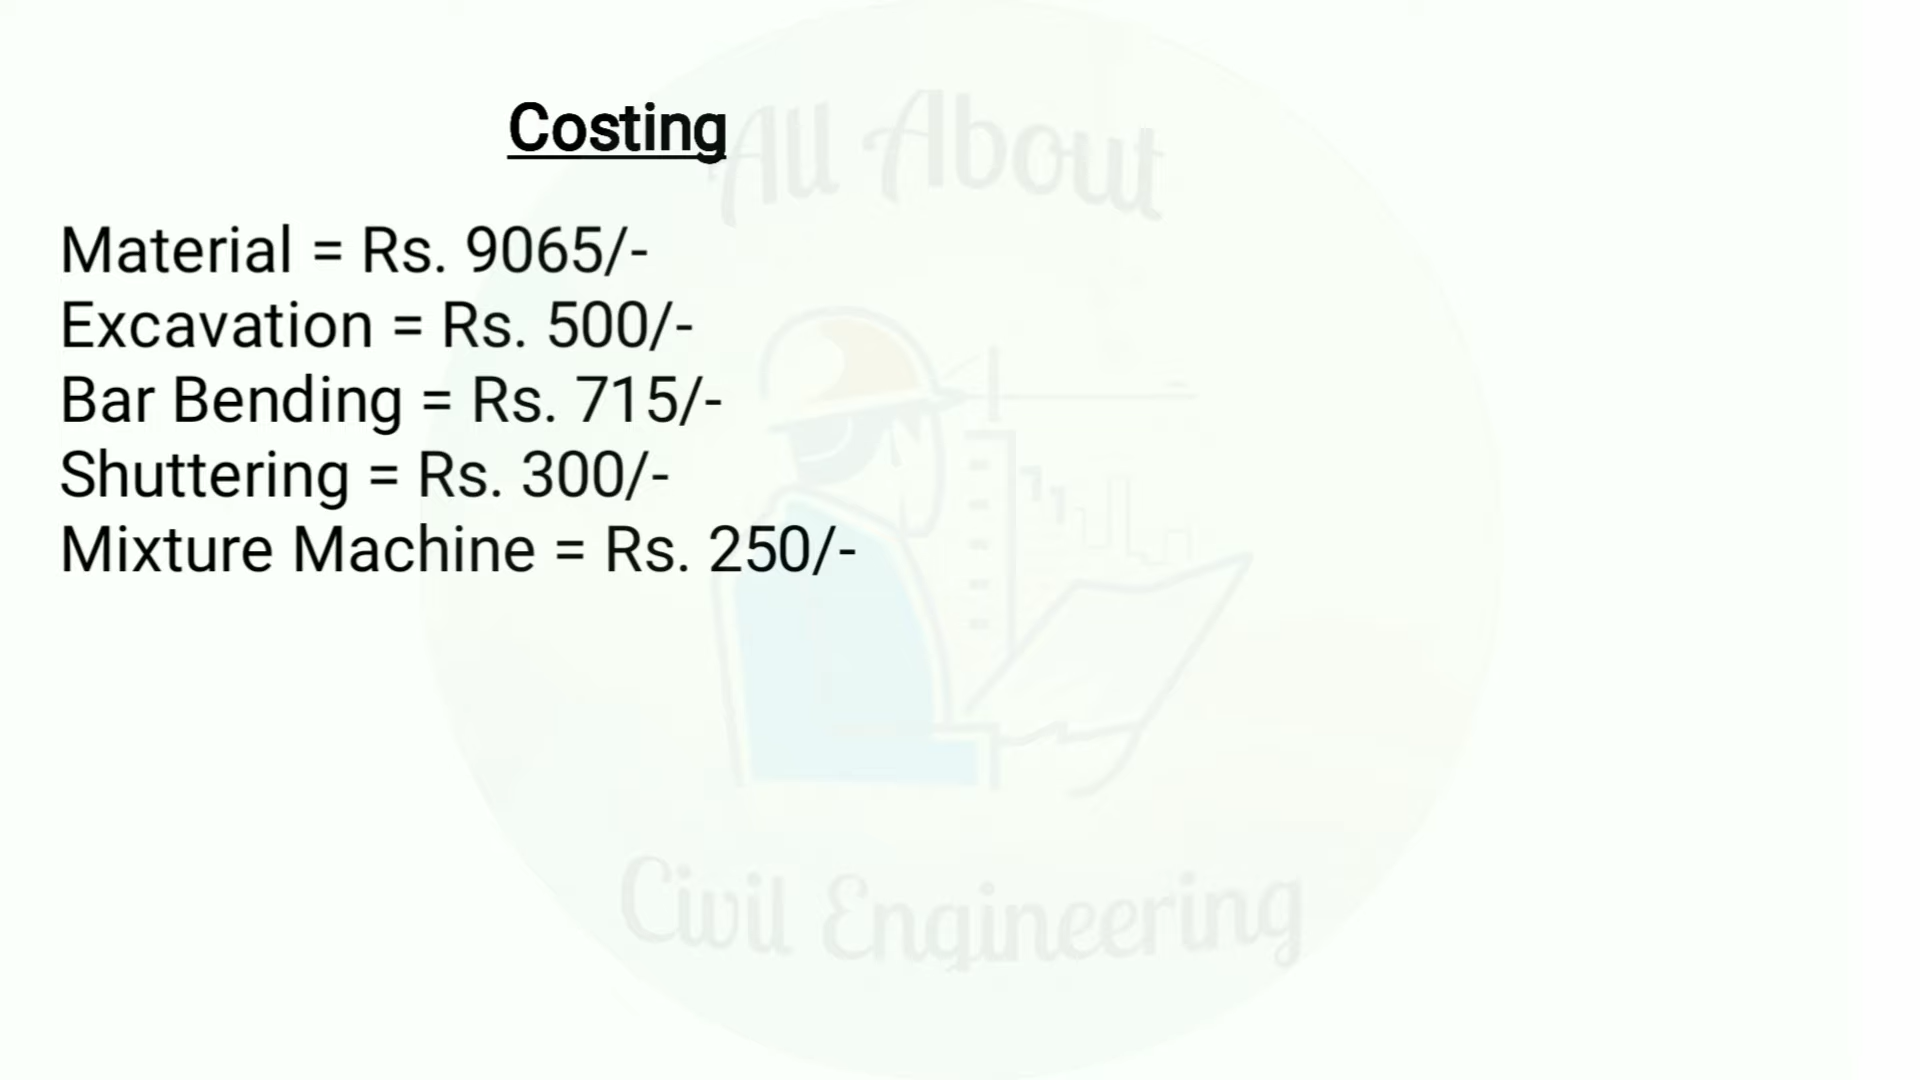 All About
Costing
Material = Rs. 9065/-
Excavation = Rs. 500/-
Bar Bending = Rs. 715/-
Shuttering = Rs. 300/-
Mixture Machine = Rs. 250/-
Civil Engineering